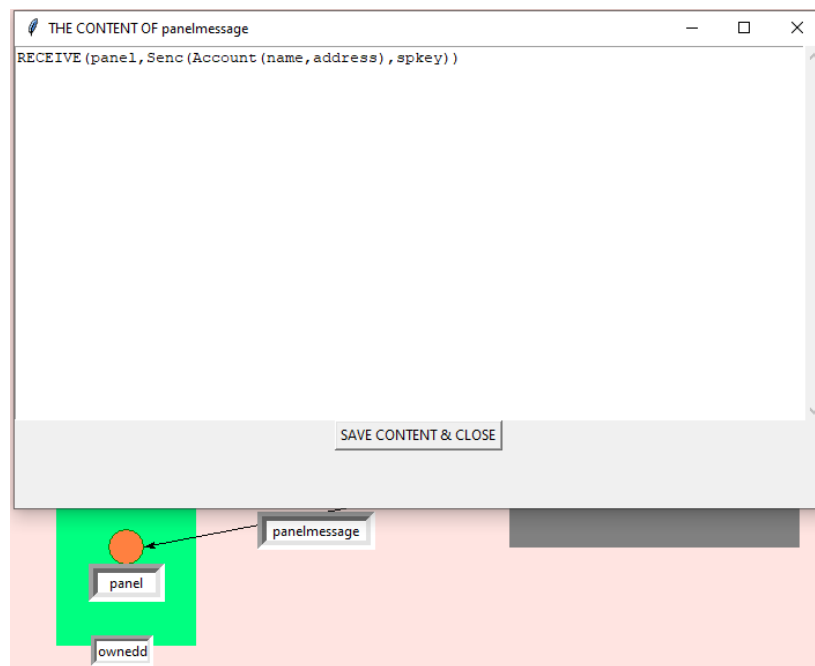 THE CONTENT OF panelmessage
RECEIVE(panel,Senc(Account(name,address),spkey))
SAVE CONTENT & CLOSE
panelmessage
panel
ownedd